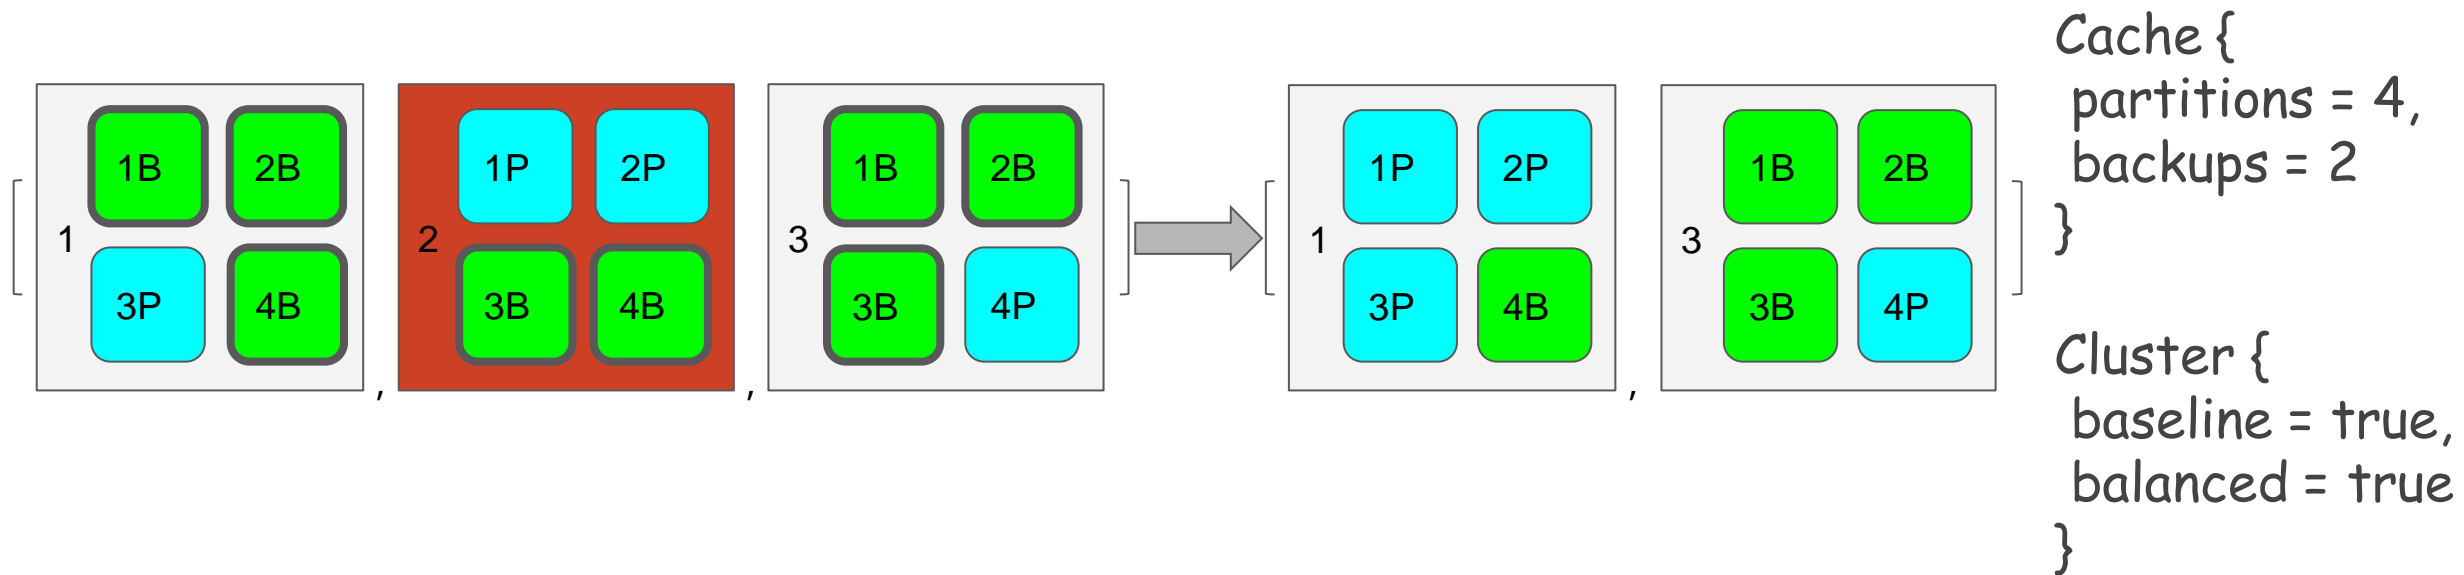 Cache {
partitions = 4,
backups = 2
}
1B 2B 1P 2P 1B 2B 1P 2P 1B 2B
1 2 3 1 3
3P 4B 3B 4B 3B 4P 3P 4B 3B 4P
, , ,
Cluster {
baseline = true,
balanced = true
}